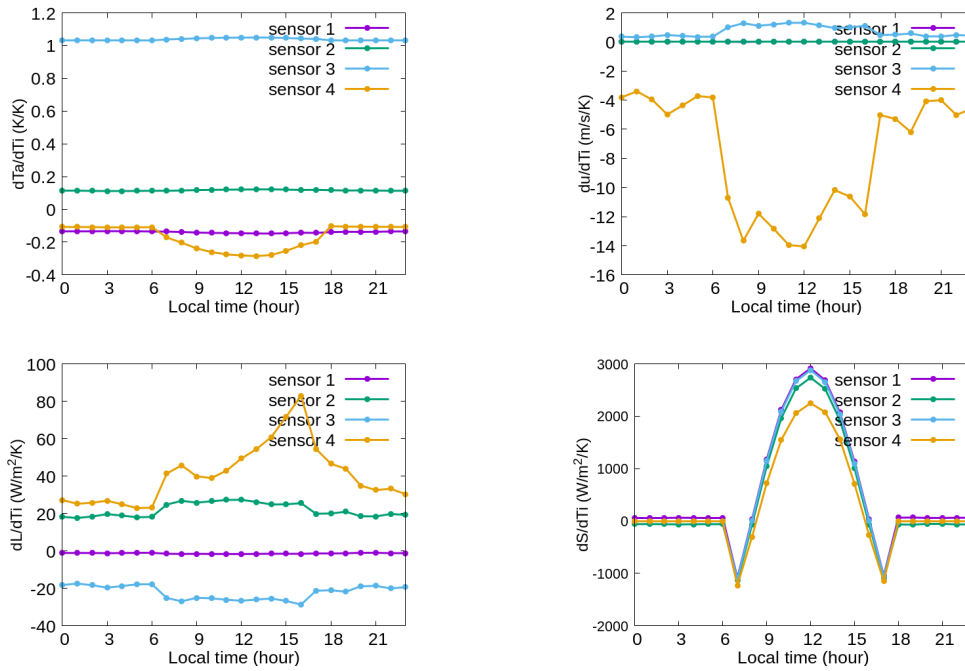 1.2
1
0.8
0.6
0.4
0.2
0
-0.2
-0.4
dTa/dTi (K/K)
sensor 1
sensor 2
sensor 3
sensor 4
0 3 6 9 12 15 18 21
Local time (hour)
2
0
-2
-4
-6
-8
-10
-12
-14
-16
du/dTi (m/s/K)
sensor 1
sensor 2
sensor 3
sensor 4
0 3 6 9 12 15 18 21
Local time (hour)
100
80
60
40
20
0
-20
-40
dL/dTi (W/m²/K)
sensor 1
sensor 2
sensor 3
sensor 4
0 3 6 9 12 15 18 21
Local time (hour)
3000
2000
1000
0
-1000
-2000
dS/dTi (W/m²/K)
sensor 1
sensor 2
sensor 3
sensor 4
0 3 6 9 12 15 18 21
Local time (hour)